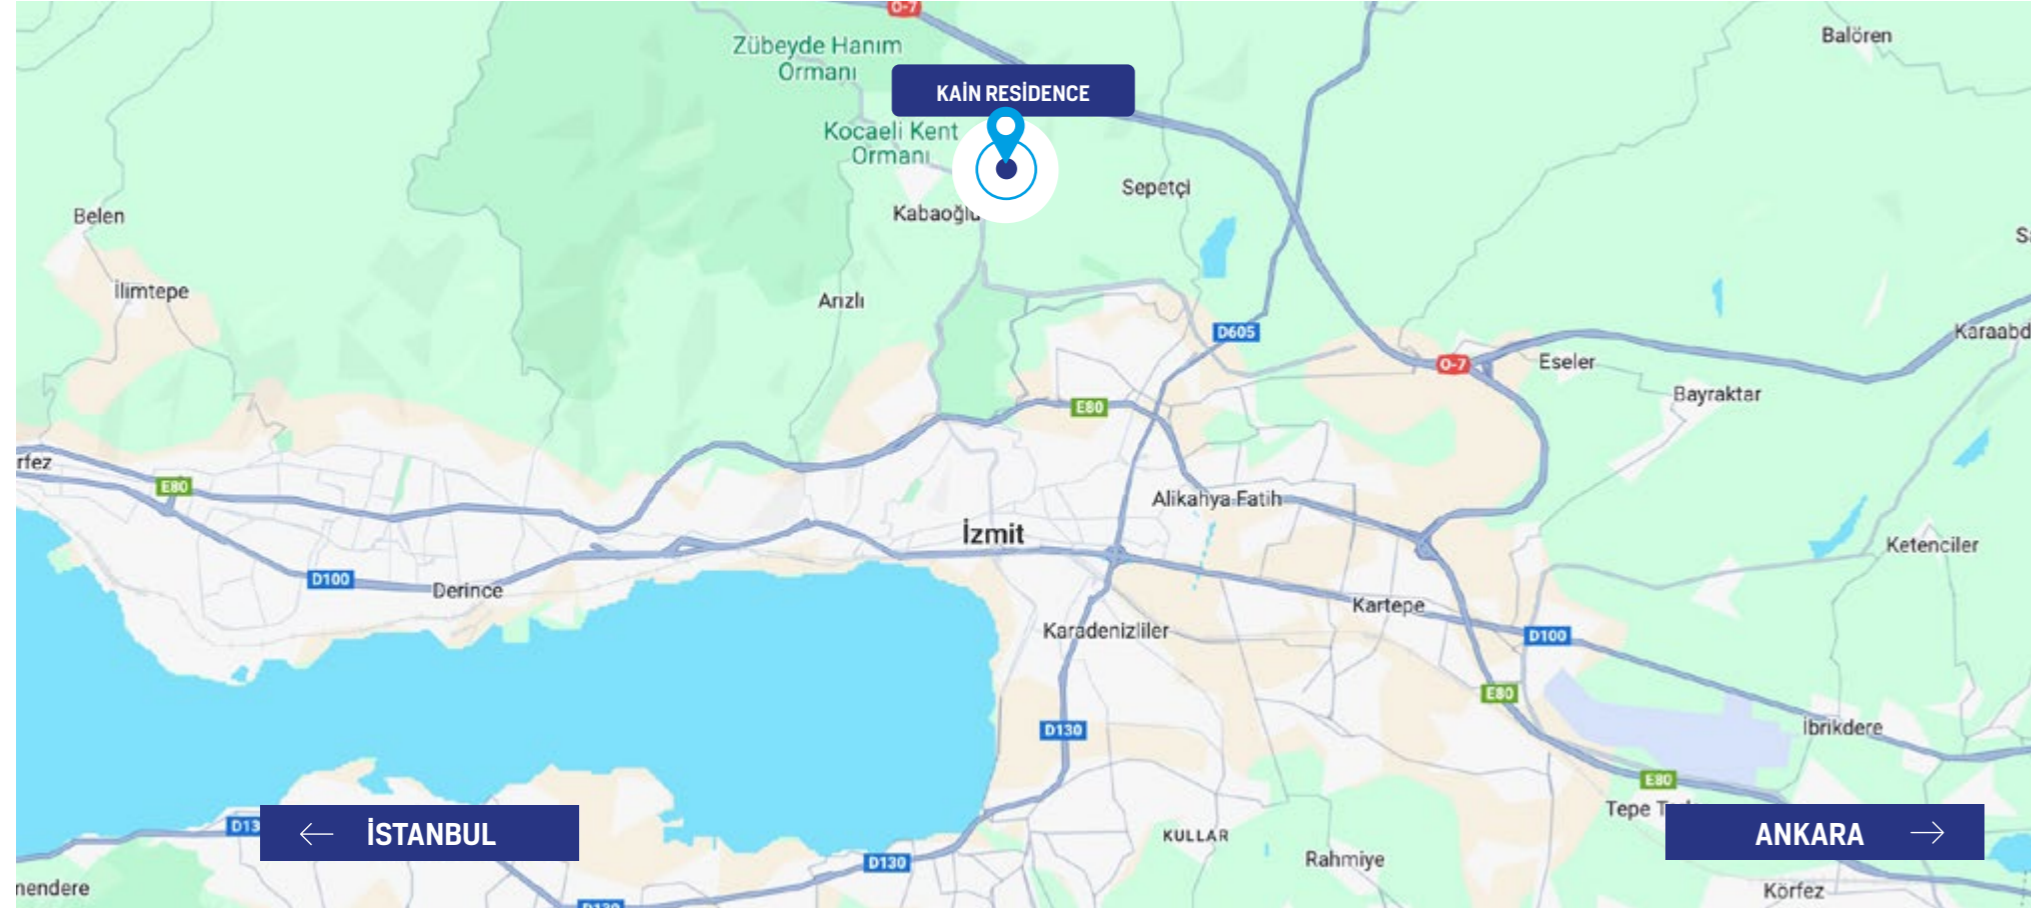 O-7
Balören
Zübeyde Hanım
Ormanı
KAİN RESİDENCE
Kocaeli Kent
Ormanı
Sepetçi
Belen
Kabaoğlu
İlimtepe
Arızlı
D605
Karaabd
O-7
Eseler
Bayraktar
E80
rfez
E80
Alikahya Fatih
İzmit
Ketenciler
D100
Derince
Kartepe
Karadenizliler
D100
E80
D130
İbrikdere
E80
Tepe
D13
← İSTANBUL
ANKARA →
KULLAR
D130
Rahmiye
nendere
Körfez
D130